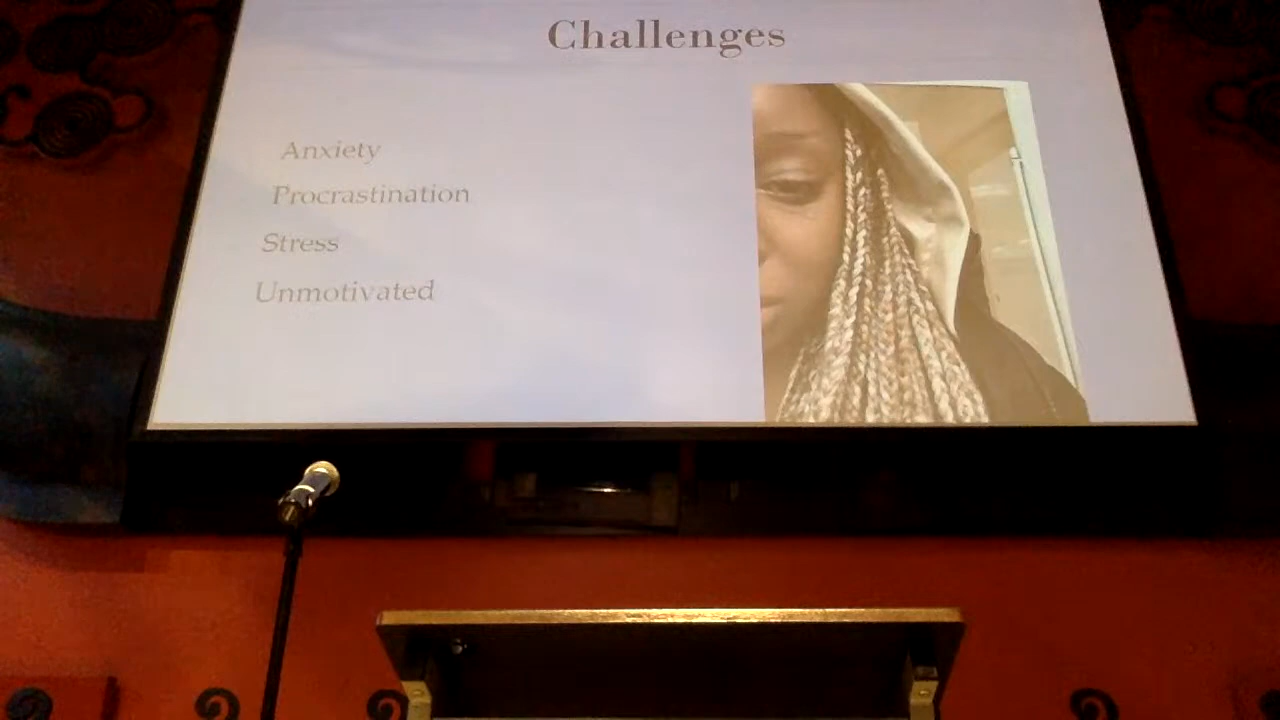 Challenges
Anxiety
Procrastination
Stress
Unmotivated